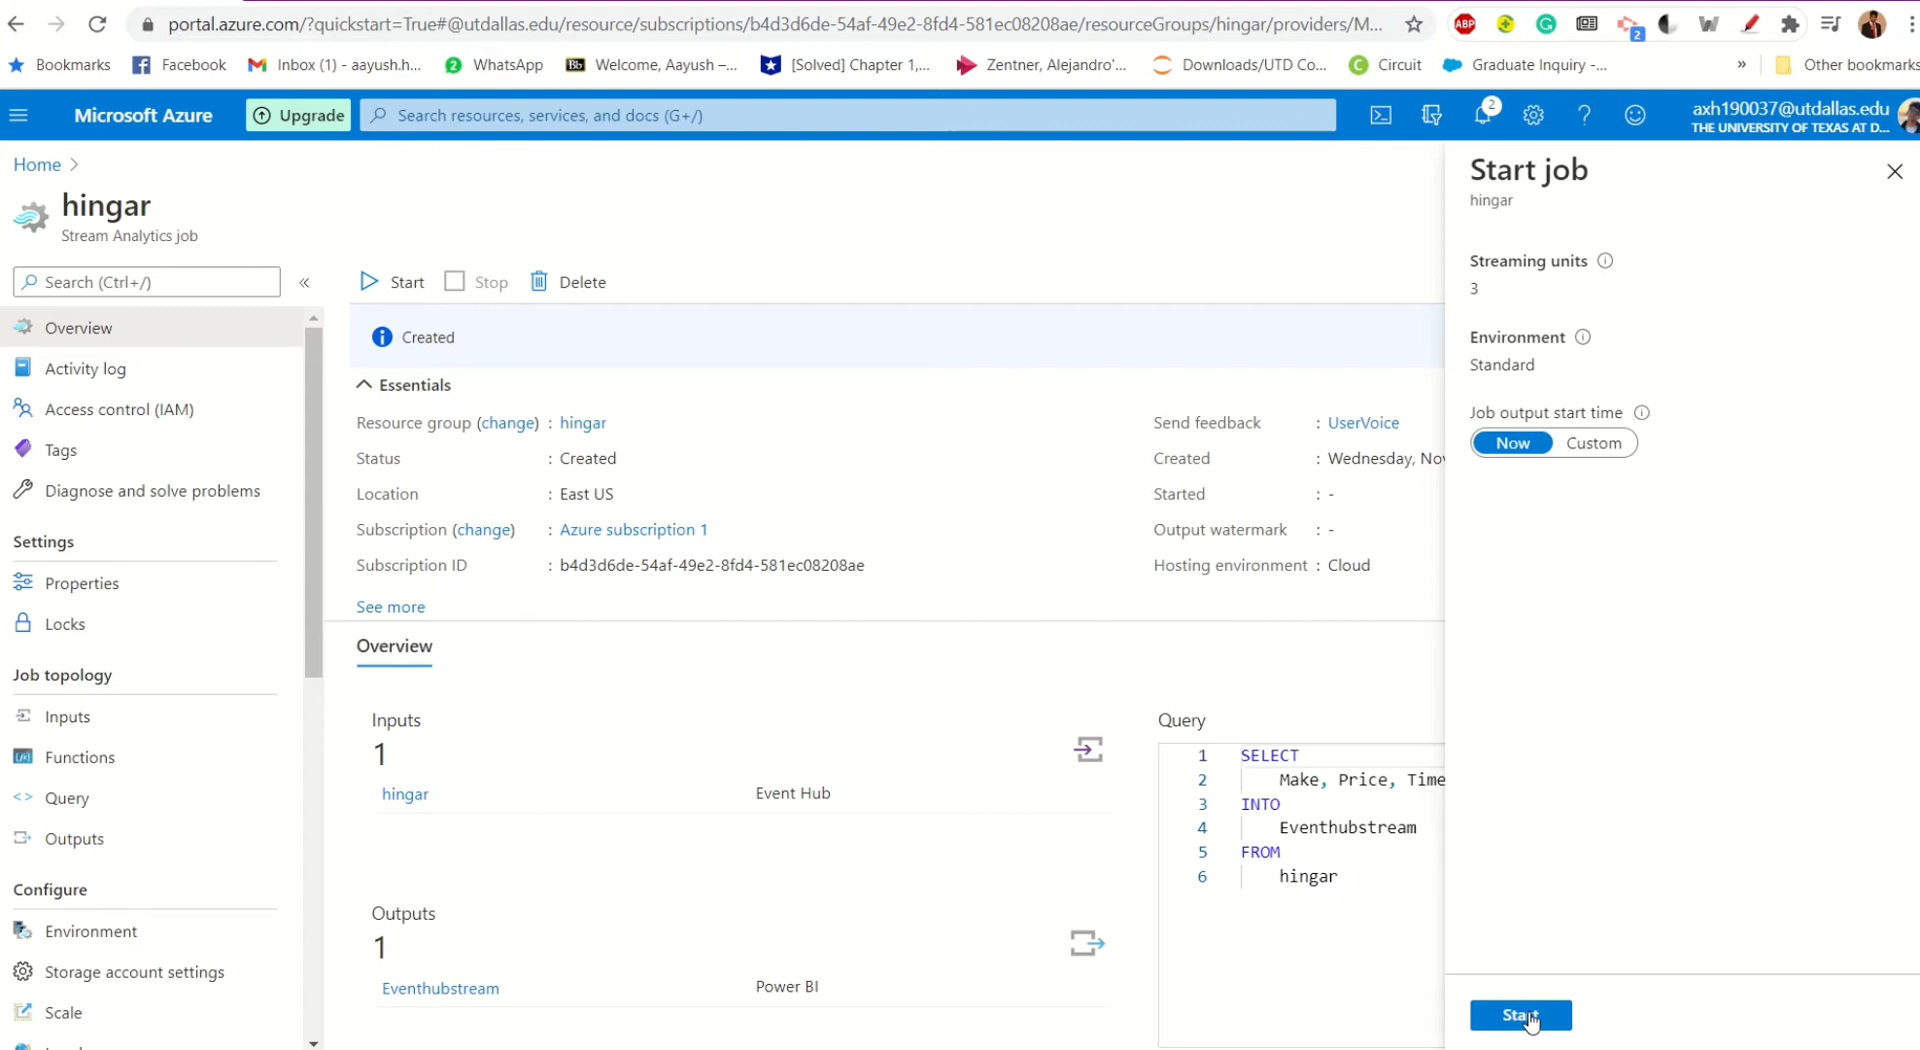 portal.azure.com/?quickstart=True#@utdallas.edu/resource/subscriptions/b4d3d6de-54af-49e2-8fd4-581ec08208ae/resourceGroups/hingar/providers/M...
ABP
2
Bookmarks
Facebook
Inbox (1) - aayush.h...
2
WhatsApp
Bb
Welcome, Aayush –...
[Solved] Chapter 1,...
Zentner, Alejandro'...
Downloads/UTD Co...
C
Circuit
Graduate Inquiry -...
»
Other bookmarks
Microsoft Azure
Upgrade
Search resources, services, and docs (G+/)
2
axh190037@utdallas.edu
THE UNIVERSITY OF TEXAS AT D...
Home >
hingar
Stream Analytics job
Search (Ctrl+/)
«
Overview
Activity log
Access control (IAM)
Tags
Diagnose and solve problems
Settings
Properties
Locks
Job topology
Inputs
Functions
Query
Outputs
Configure
Environment
Storage account settings
Scale
Start
Stop
Delete
Created
Essentials
Resource group (change) : hingar
Status : Created
Location : East US
Subscription (change) : Azure subscription 1
Subscription ID : b4d3d6de-54af-49e2-8fd4-581ec08208ae
See more
Send feedback : UserVoice
Created : Wednesday, Nov
Started : -
Output watermark : -
Hosting environment : Cloud
Overview
Inputs
1
hingar Event Hub
Outputs
1
Eventhubstream Power BI
Query
1 SELECT
2 Make, Price, Time
3 INTO
4 Eventhubstream
5 FROM
6 hingar
Start job
hingar
Streaming units
3
Environment
Standard
Job output start time
Now Custom
Start